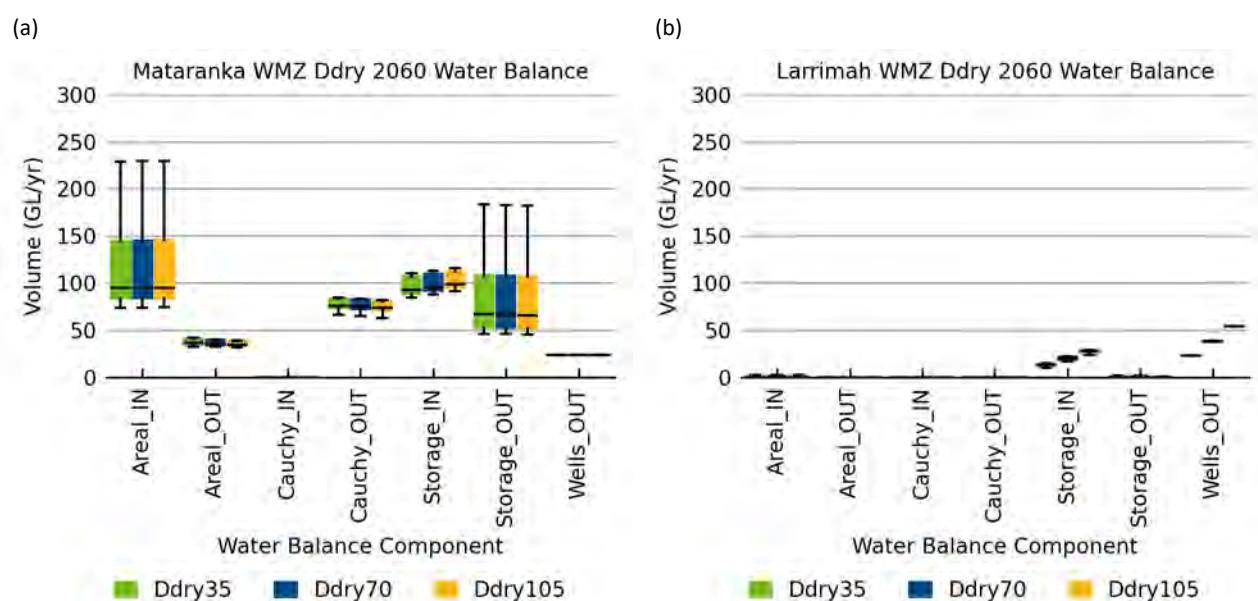 (a)
Mataranka WMZ Ddry 2060 Water Balance
Volume (GL/yr)
300
250
200
150
100
50
0
Areal_IN
Areal_OUT
Cauchy_IN
Cauchy_OUT
Storage_IN
Storage_OUT
Wells_OUT
Water Balance Component
Ddry35 Ddry70 Ddry105
(b)
Larrimah WMZ Ddry 2060 Water Balance
Volume (GL/yr)
300
250
200
150
100
50
0
Areal_IN
Areal_OUT
Cauchy_IN
Cauchy_OUT
Storage_IN
Storage_OUT
Wells_OUT
Water Balance Component
Ddry35 Ddry70 Ddry105